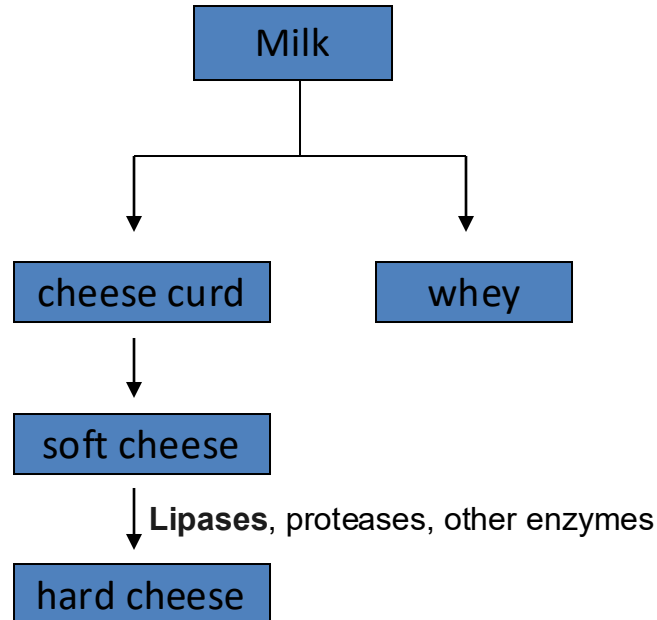 Milk
cheese curd
whey
soft cheese
Lipases, proteases, other enzymes
hard cheese